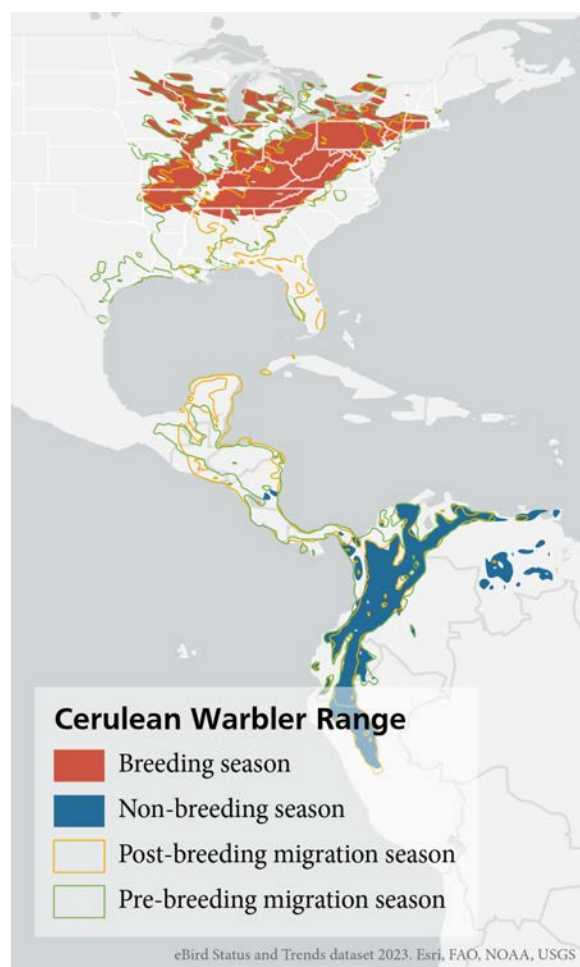 Cerulean Warbler Range
Breeding season
Non-breeding season
Post-breeding migration season
Pre-breeding migration season
eBird Status and Trends dataset 2023. Esri, FAO, NOAA, USGS